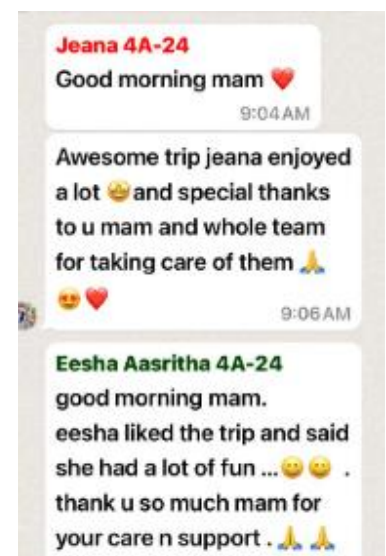 Jeana 4A-24
Good morning mam ❤️
9:04 AM
Awesome trip jeana enjoyed
a lot 🤩 and special thanks
to u mam and whole team
for taking care of them 🙏
😍❤️
9:06 AM
Eesha Aasritha 4A-24
good morning mam.
eesha liked the trip and said
she had a lot of fun ...😀😀 .
thank u so much mam for
your care n support . 🙏🙏